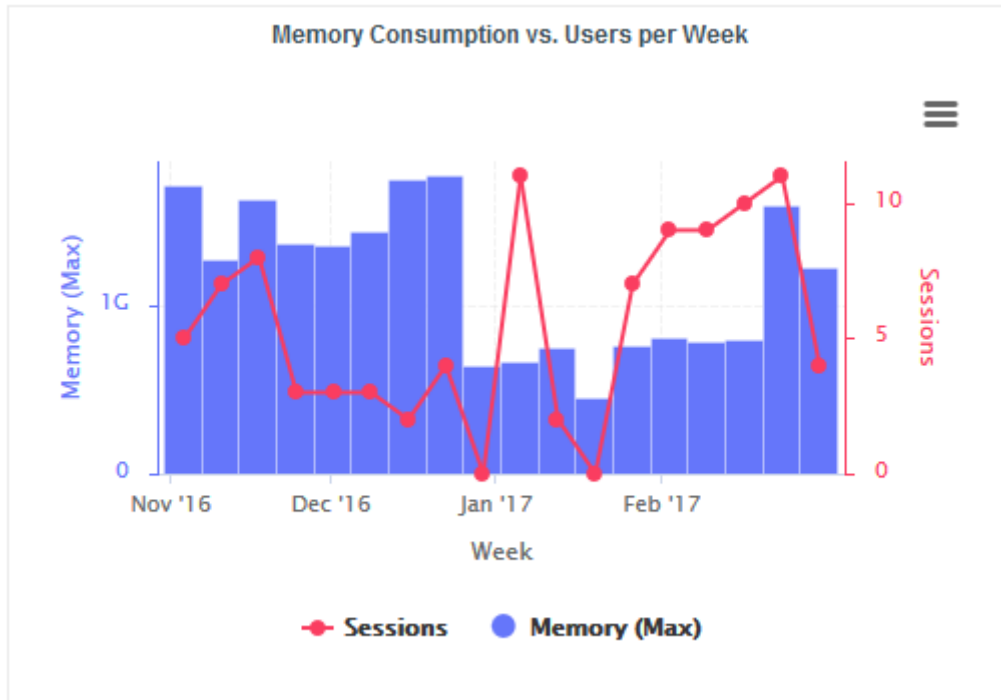 Memory Consumption vs. Users per Week
Memory (Max)
1G
0
10
5
0
Sessions
Nov '16 Dec '16 Jan '17 Feb '17
Week
Sessions Memory (Max)